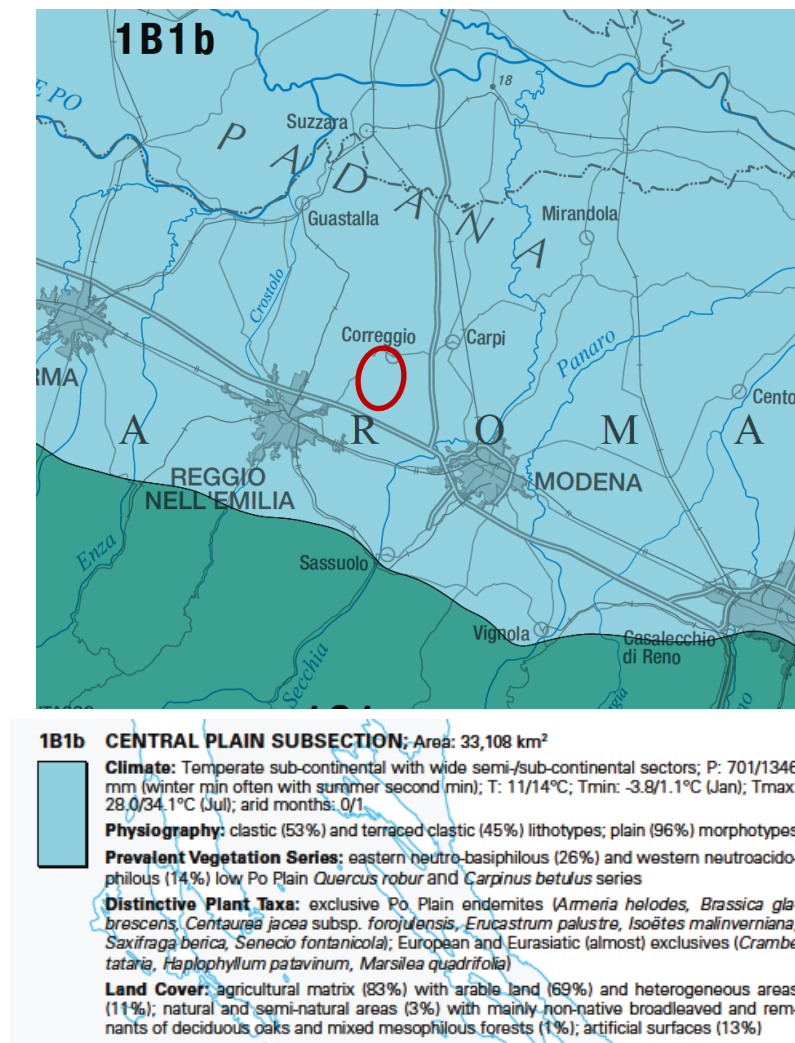 1B1b
E PO
18
Suzzara
PADANA
Guastalla
Mirandola
Crostolo
Correggio
Carpi
Panaro
RMA
Cento
A R O M A
REGGIO
NELL'EMILIA
MODENA
Enza
Sassuolo
Secchia
Vignola
Casalecchio
di Reno
1B1b CENTRAL PLAIN SUBSECTION; Area: 33,108 km²
Climate: Temperate sub-continental with wide semi-/sub-continental sectors; P: 701/1346
mm (winter min often with summer second min); T: 11/14ºC; Tmin: -3.8/1.1ºC (Jan); Tmax:
28.0/34.1ºC (Jul); arid months: 0/1
Physiography: clastic (53%) and terraced clastic (45%) lithotypes; plain (96%) morphotypes
Prevalent Vegetation Series: eastern neutro-basiphilous (26%) and western neutroacido-
philous (14%) low Po Plain Quercus robur and Carpinus betulus series
Distinctive Plant Taxa: exclusive Po Plain endemites (Armeria helodes, Brassica gla-
brescens, Centaurea jacea subsp. forojulensis, Erucastrum palustre, Isoëtes malinverniana,
Saxifraga berica, Senecio fontanicola); European and Eurasiatic (almost) exclusives (Crambe
tataria, Haplophyllum patavinum, Marsilea quadrifolia)
Land Cover: agricultural matrix (83%) with arable land (69%) and heterogeneous areas
(11%); natural and semi-natural areas (3%) with mainly non-native broadleaved and rem-
nants of deciduous oaks and mixed mesophilous forests (1%); artificial surfaces (13%)